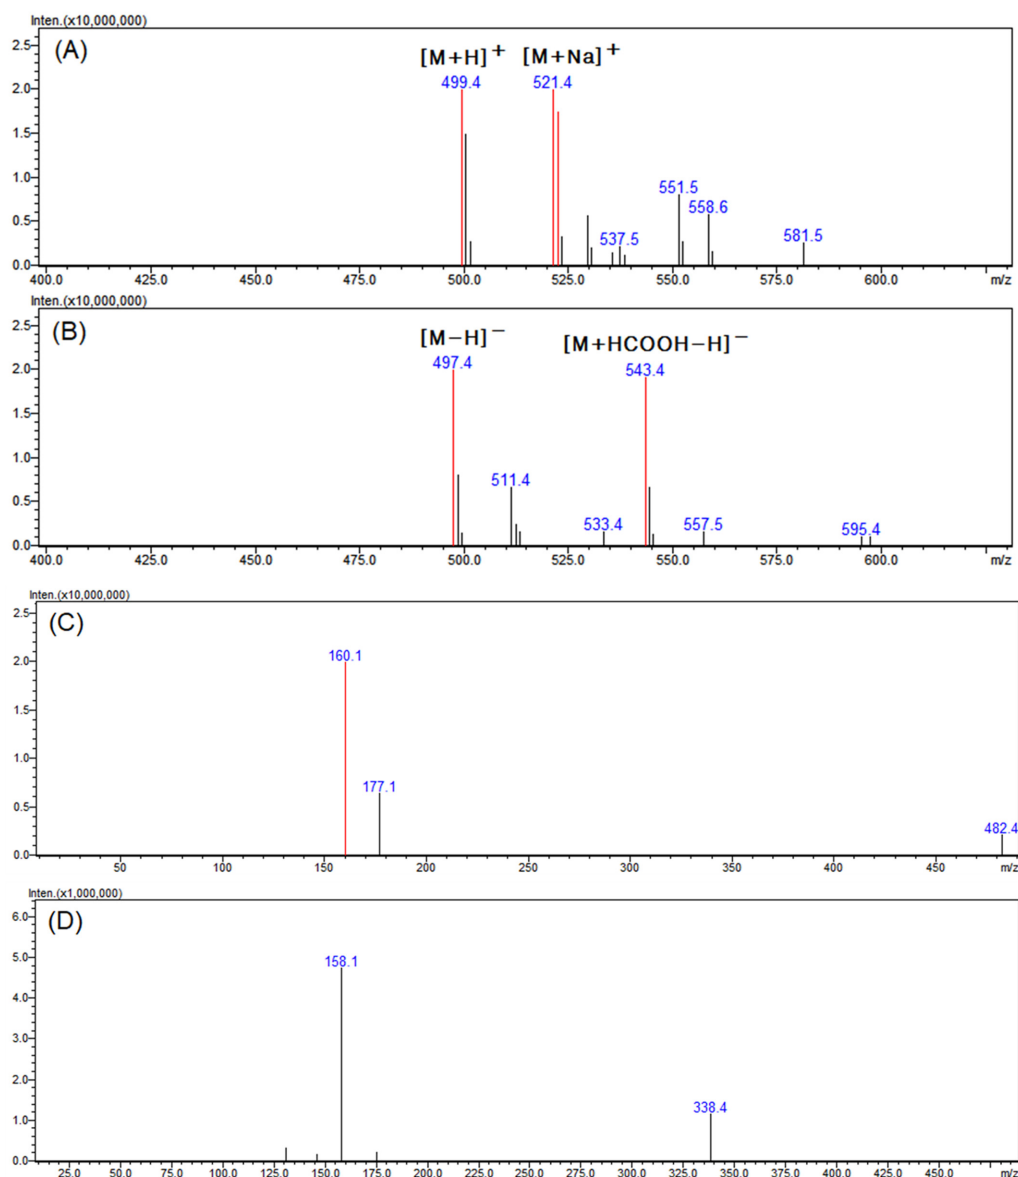 Inten.(x10,000,000)
(A)
[M+H]+ [M+Na]+
499.4 521.4
551.5
558.6
537.5
581.5
2.5
2.0
1.5
1.0
0.5
0.0
400.0 425.0 450.0 475.0 500.0 525.0 550.0 575.0 600.0 m/z
Inten.(x10,000,000)
(B)
[M−H]− [M+HCOOH−H]−
497.4 543.4
511.4
533.4 557.5 595.4
2.5
2.0
1.5
1.0
0.5
0.0
400.0 425.0 450.0 475.0 500.0 525.0 550.0 575.0 600.0 m/z
Inten.(x10,000,000)
(C)
160.1
177.1
482.4
2.5
2.0
1.5
1.0
0.5
0.0
50 100 150 200 250 300 350 400 450 m/z
Inten.(x1,000,000)
(D)
158.1
338.4
6.0
5.0
4.0
3.0
2.0
1.0
0.0
25.0 50.0 75.0 100.0 125.0 150.0 175.0 200.0 225.0 250.0 275.0 300.0 325.0 350.0 375.0 400.0 425.0 450.0 m/z